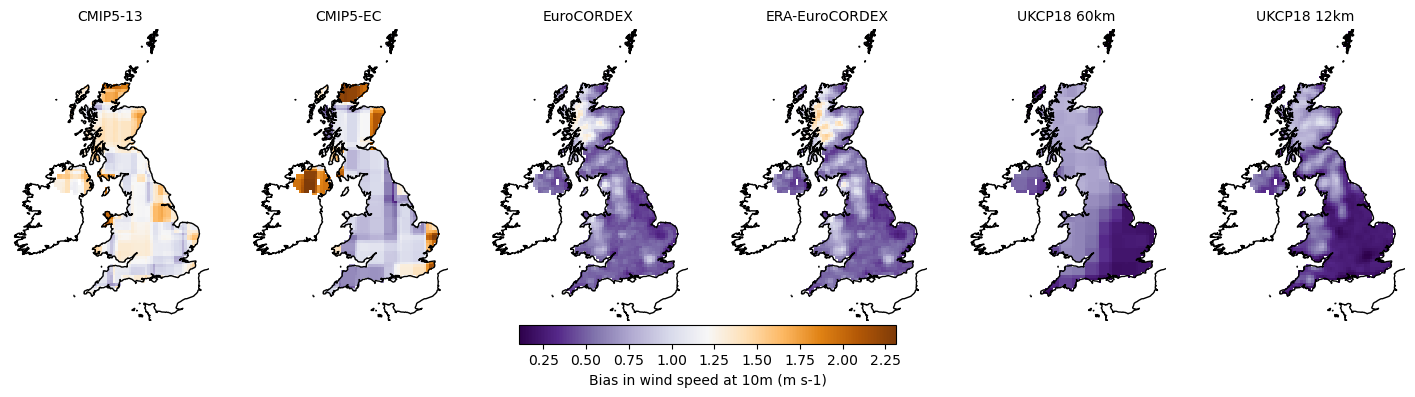 CMIP5-13 CMIP5-EC EuroCORDEX ERA-EuroCORDEX UKCP18 60km UKCP18 12km
0.25 0.50 0.75 1.00 1.25 1.50 1.75 2.00 2.25
Bias in wind speed at 10m (m s-1)